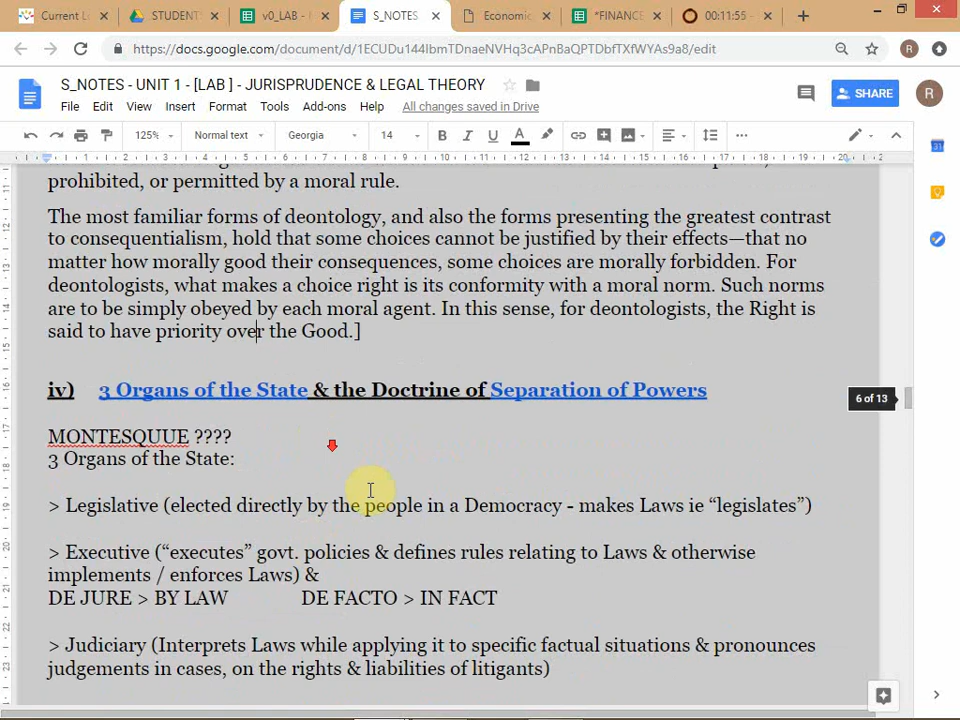 Current L
STUDENT
v0_LAB -
S_NOTES
Economic
*FINANCE
00:11:55
https://docs.google.com/document/d/1ECUDu144IbmTDnaeNVHq3cAPnBaQPTDbfTXfWYAs9a8/edit
R
S_NOTES - UNIT 1 - [LAB ] - JURISPRUDENCE & LEGAL THEORY
SHARE
R
File Edit View Insert Format Tools Add-ons Help All changes saved in Drive
125% Normal text Georgia 14 B I U A
prohibited, or permitted by a moral rule.
The most familiar forms of deontology, and also the forms presenting the greatest contrast
to consequentialism, hold that some choices cannot be justified by their effects—that no
matter how morally good their consequences, some choices are morally forbidden. For
deontologists, what makes a choice right is its conformity with a moral norm. Such norms
are to be simply obeyed by each moral agent. In this sense, for deontologists, the Right is
said to have priority over the Good.]
iv) 3 Organs of the State & the Doctrine of Separation of Powers
6 of 13
MONTESQUUE ????
3 Organs of the State:
> Legislative (elected directly by the people in a Democracy - makes Laws ie “legislates”)
> Executive (“executes” govt. policies & defines rules relating to Laws & otherwise
implements / enforces Laws) &
DE JURE > BY LAW DE FACTO > IN FACT
> Judiciary (Interprets Laws while applying it to specific factual situations & pronounces
judgements in cases, on the rights & liabilities of litigants)